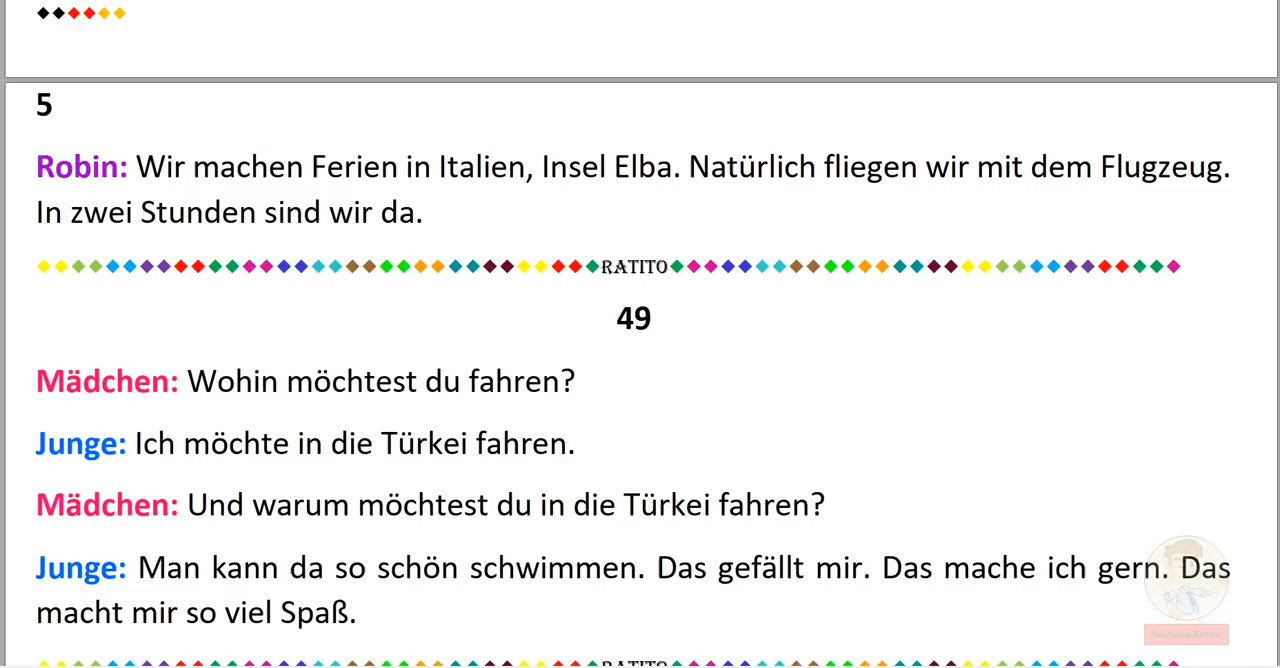 5
Robin: Wir machen Ferien in Italien, Insel Elba. Natürlich fliegen wir mit dem Flugzeug.
In zwei Stunden sind wir da.
RATITO
49
Mädchen: Wohin möchtest du fahren?
Junge: Ich möchte in die Türkei fahren.
Mädchen: Und warum möchtest du in die Türkei fahren?
Junge: Man kann da so schön schwimmen. Das gefällt mir. Das mache ich gern. Das
macht mir so viel Spaß.
Youtube:Ratito
RATITO